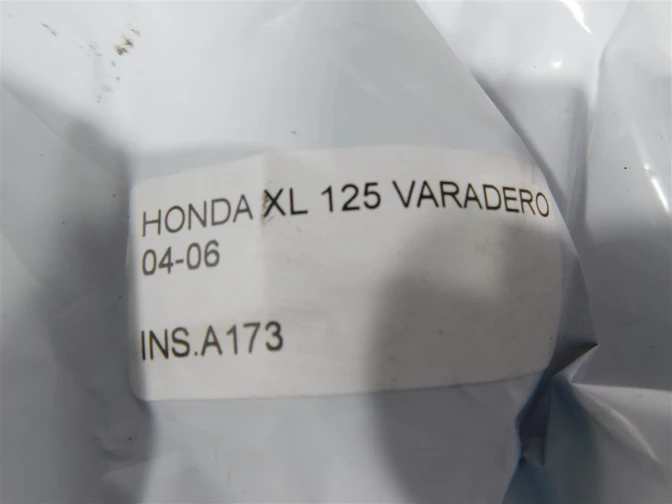 HONDA XL 125 VARADERO
04-06
INS.A173